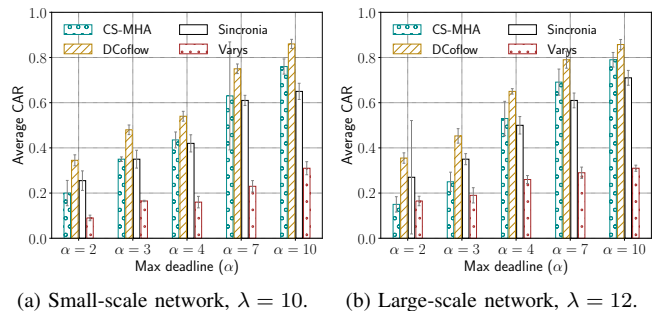 CS-MHA
DCoflow
Sincronia
Varys
Average CAR
0.8
0.6
0.4
0.2
0.0
α = 2
α = 3
α = 4
α = 7
α = 10
Max deadline (α)
(a) Small-scale network, λ = 10.
CS-MHA
DCoflow
Sincronia
Varys
Average CAR
1.0
0.8
0.6
0.4
0.2
0.0
α = 2
α = 3
α = 4
α = 7
α = 10
Max deadline (α)
(b) Large-scale network, λ = 12.